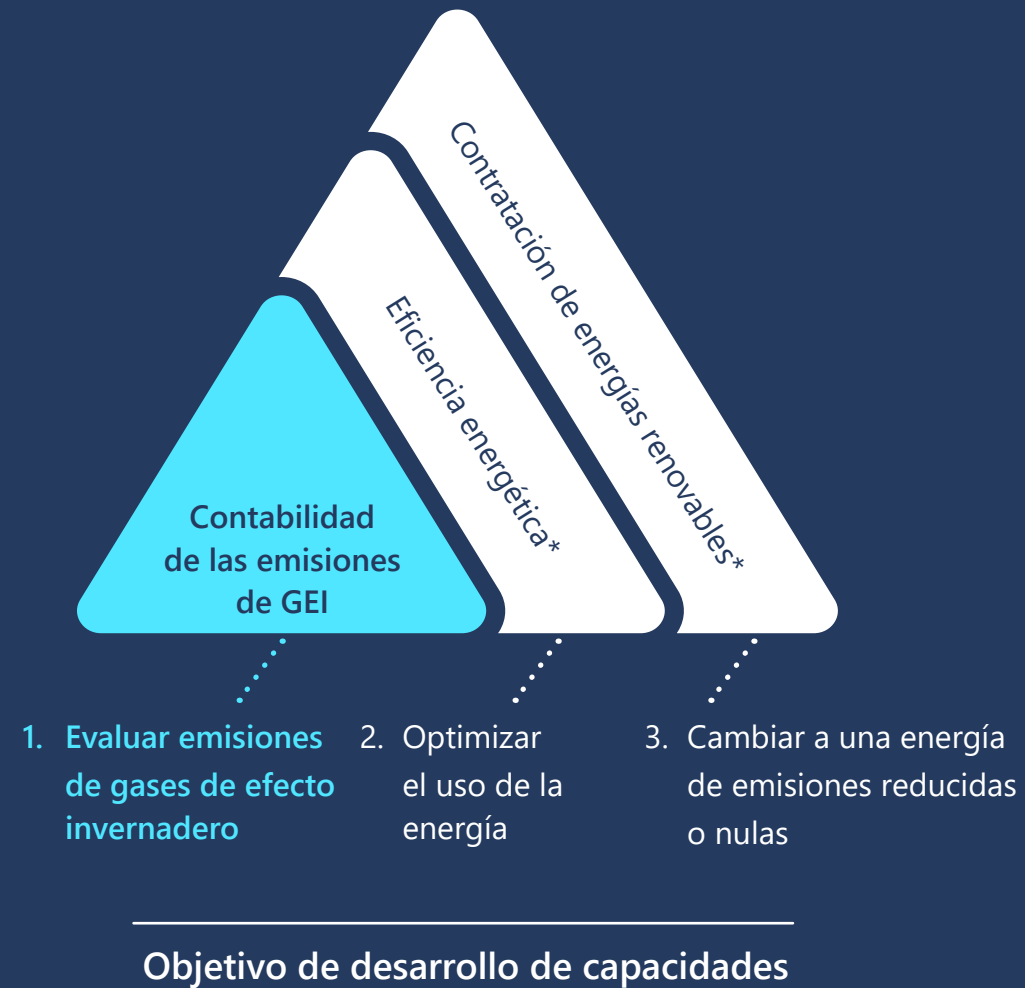 Contratación de energías renovables*
Eficiencia energética*
Contabilidad
de las emisiones
de GEI
1. Evaluar emisiones
de gases de efecto
invernadero
2. Optimizar
el uso de la
energía
3. Cambiar a una energía
de emisiones reducidas
o nulas
Objetivo de desarrollo de capacidades